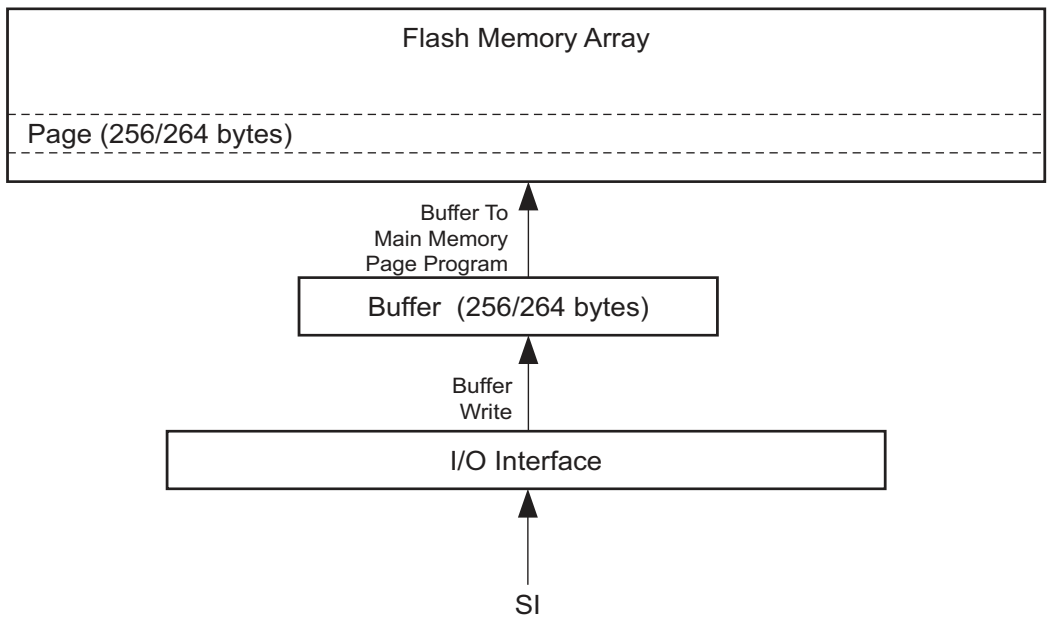 Flash Memory Array
Page (256/264 bytes)
Buffer To
Main Memory
Page Program
Buffer  (256/264 bytes)
Buffer
Write
I/O Interface
SI